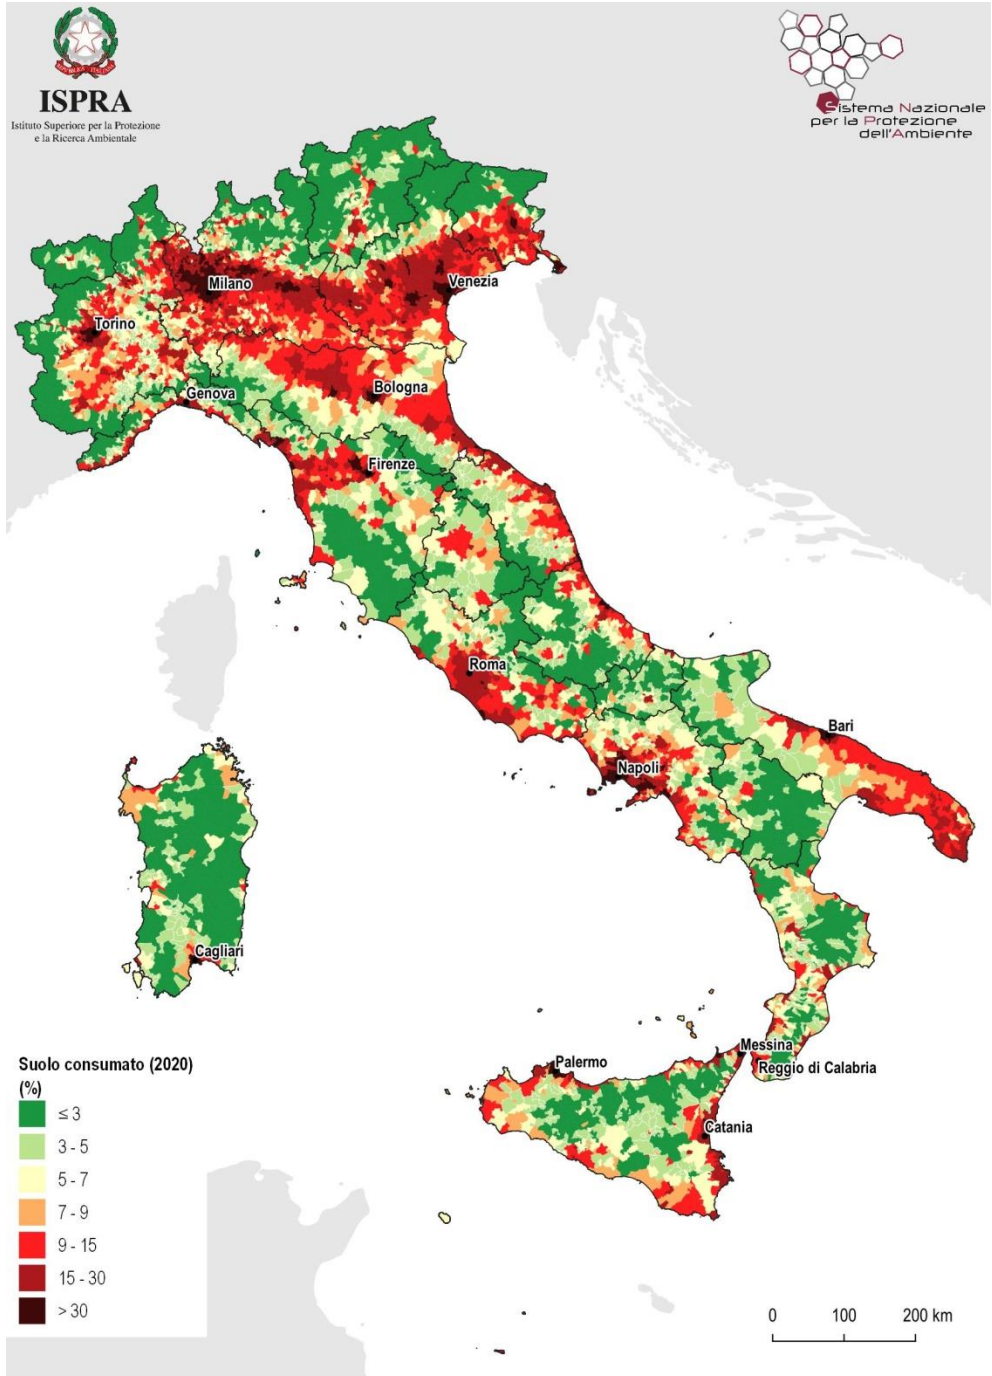 ISPRA
Istituto Superiore per la Protezione
e la Ricerca Ambientale
Sistema Nazionale
per la Protezione
dell'Ambiente
Milano
Venezia
Torino
Genova
Bologna
Firenze
Roma
Bari
Napoli
Cagliari
Messina
Palermo
Reggio di Calabria
Catania
Suolo consumato (2020)
(%)
≤ 3
3 - 5
5 - 7
7 - 9
9 - 15
15 - 30
> 30
0 100 200 km